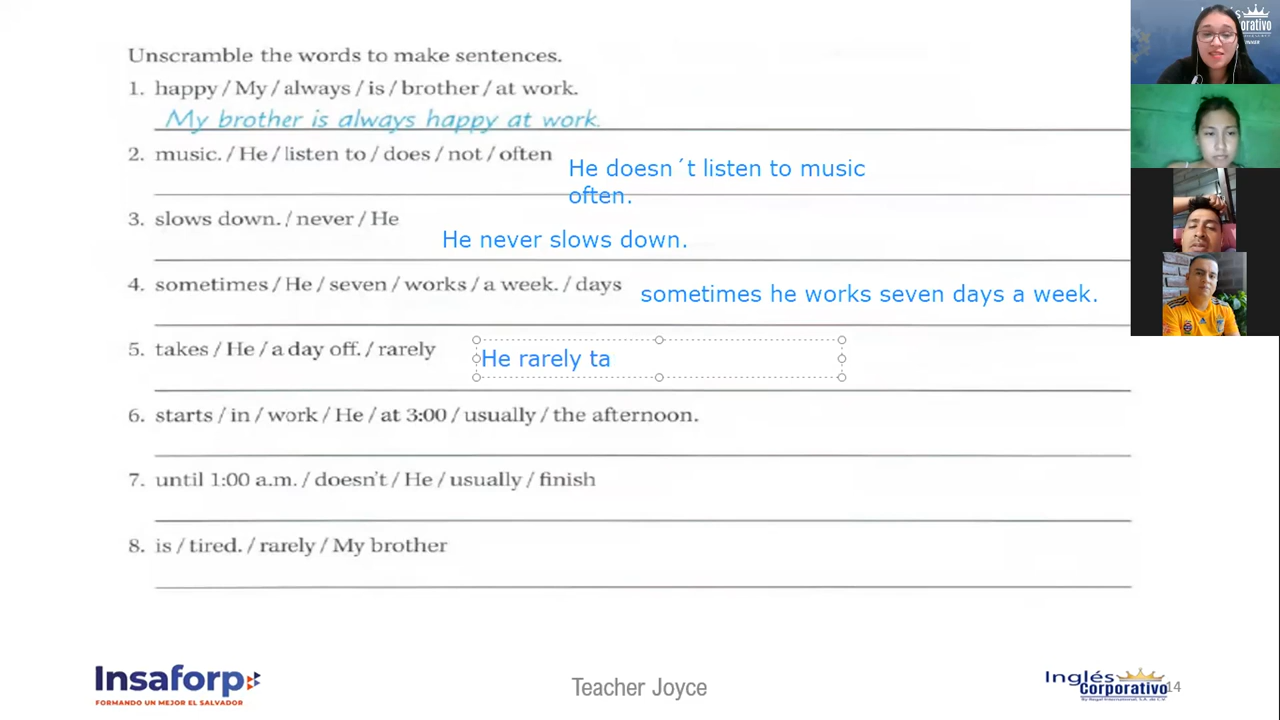 Unscramble the words to make sentences.
1. happy / My / always / is / brother / at work.
My brother is always happy at work.
2. music. / He / listen to / does / not / often
He doesn´t listen to music
often.
3. slows down. / never / He
He never slows down.
4. sometimes / He / seven / works / a week. / days
sometimes he works seven days a week.
5. takes / He / a day off. / rarely
He rarely ta
6. starts / in / work / He / at 3:00 / usually / the afternoon.
7. until 1:00 a.m. / doesn't / He / usually / finish
8. is / tired. / rarely / My brother
Insaforp
FORMANDO UN MEJOR EL SALVADOR
Teacher Joyce
Inglés
Corporativo
14